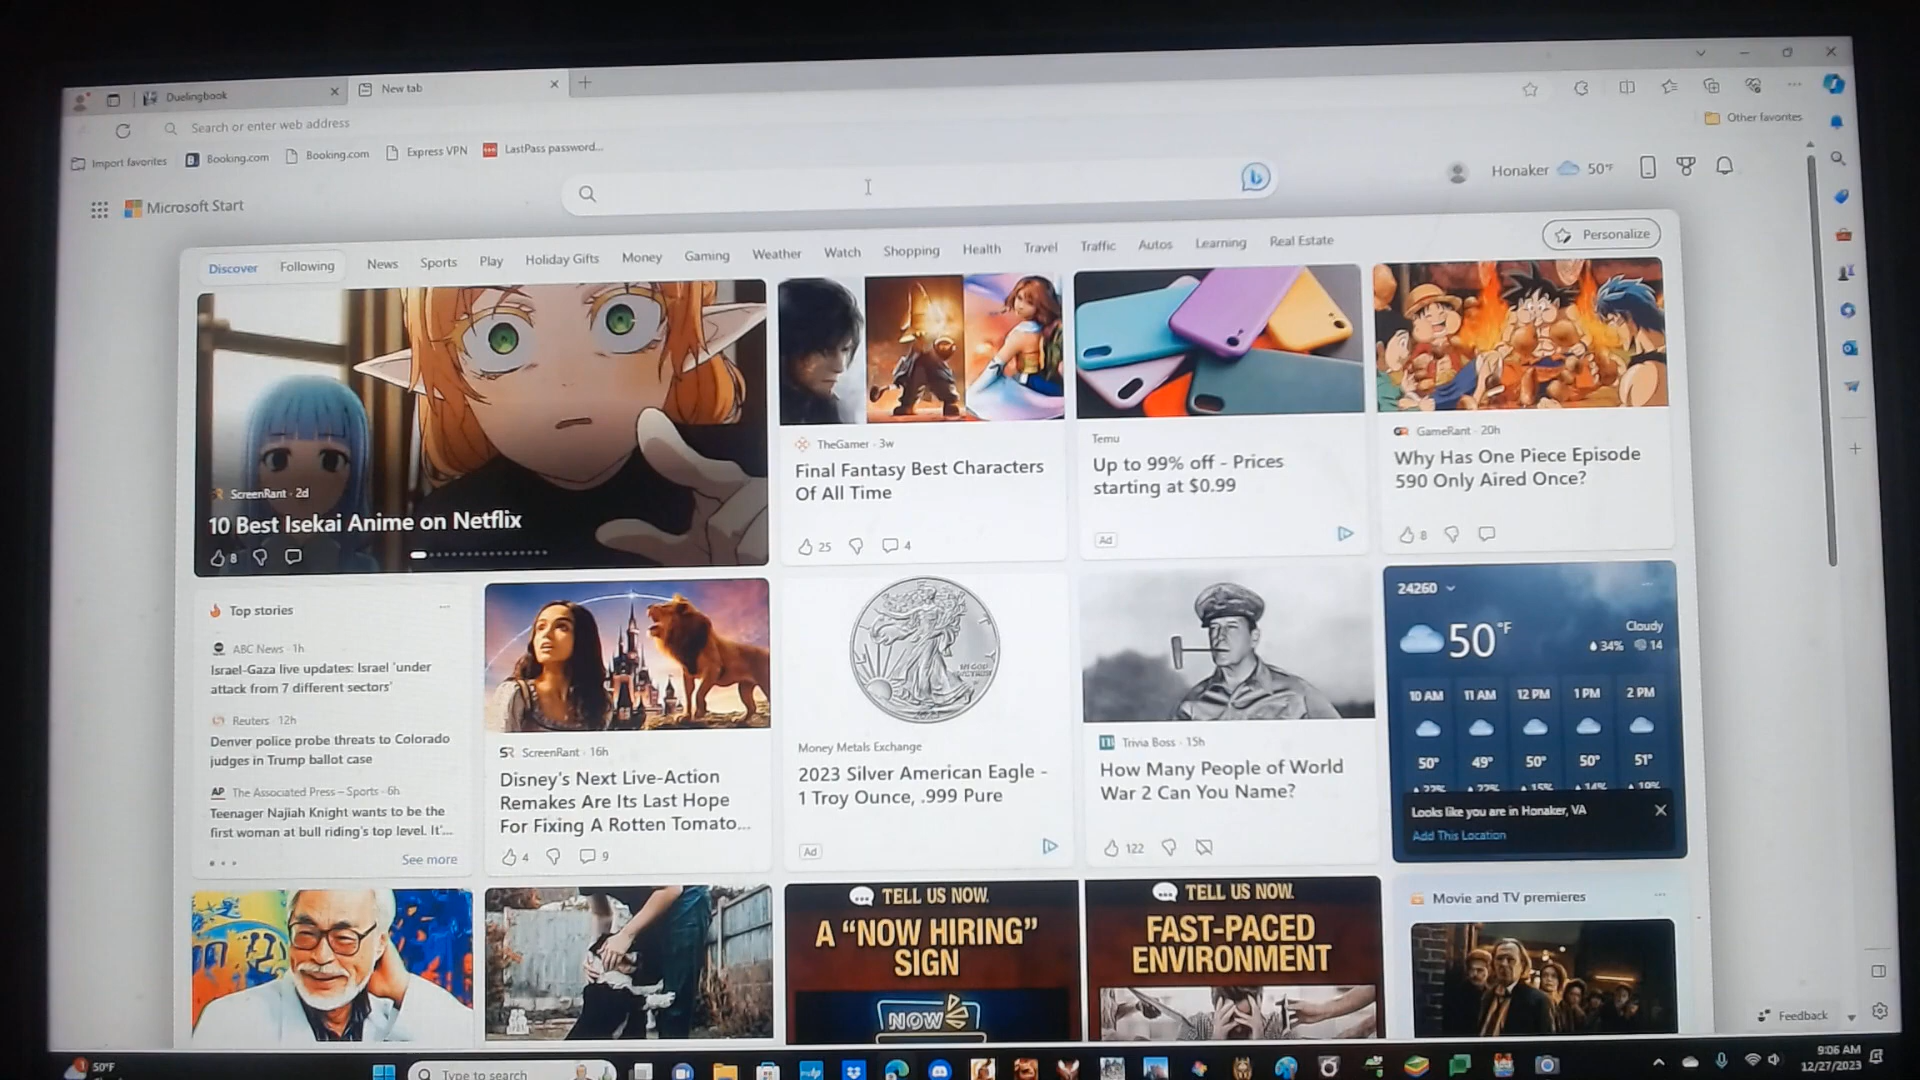 Duelingbook
New tab
Search or enter web address
Other favorites
Import favorites
Booking.com
Booking.com
Express VPN
LastPass password...
Microsoft Start
Honaker
50°F
Personalize
Discover
Following
News
Sports
Play
Holiday Gifts
Money
Gaming
Weather
Watch
Shopping
Health
Travel
Traffic
Autos
Learning
Real Estate
ScreenRant · 2d
10 Best Isekai Anime on Netflix
8
TheGamer · 3w
Final Fantasy Best Characters
Of All Time
25
4
Temu
Up to 99% off - Prices
starting at $0.99
Ad
GR GameRant · 20h
Why Has One Piece Episode
590 Only Aired Once?
8
Top stories
ABC News · 1h
Israel-Gaza live updates: Israel 'under
attack from 7 different sectors'
Reuters · 12h
Denver police probe threats to Colorado
judges in Trump ballot case
AP The Associated Press – Sports · 6h
Teenager Najiah Knight wants to be the
first woman at bull riding's top level. It'...
See more
SR ScreenRant · 16h
Disney's Next Live-Action
Remakes Are Its Last Hope
For Fixing A Rotten Tomato...
4
9
Money Metals Exchange
2023 Silver American Eagle -
1 Troy Ounce, .999 Pure
Ad
TB Trivia Boss · 15h
How Many People of World
War 2 Can You Name?
122
24260
50°F
Cloudy
34% 14
10 AM 11 AM 12 PM 1 PM 2 PM
50° 49° 50° 50° 51°
Looks like you are in Honaker, VA
Add This Location
TELL US NOW.
A “NOW HIRING”
SIGN
NOW
TELL US NOW.
FAST-PACED
ENVIRONMENT
Movie and TV premieres
Feedback
50°F
Type to search
9:06 AM
12/27/2023